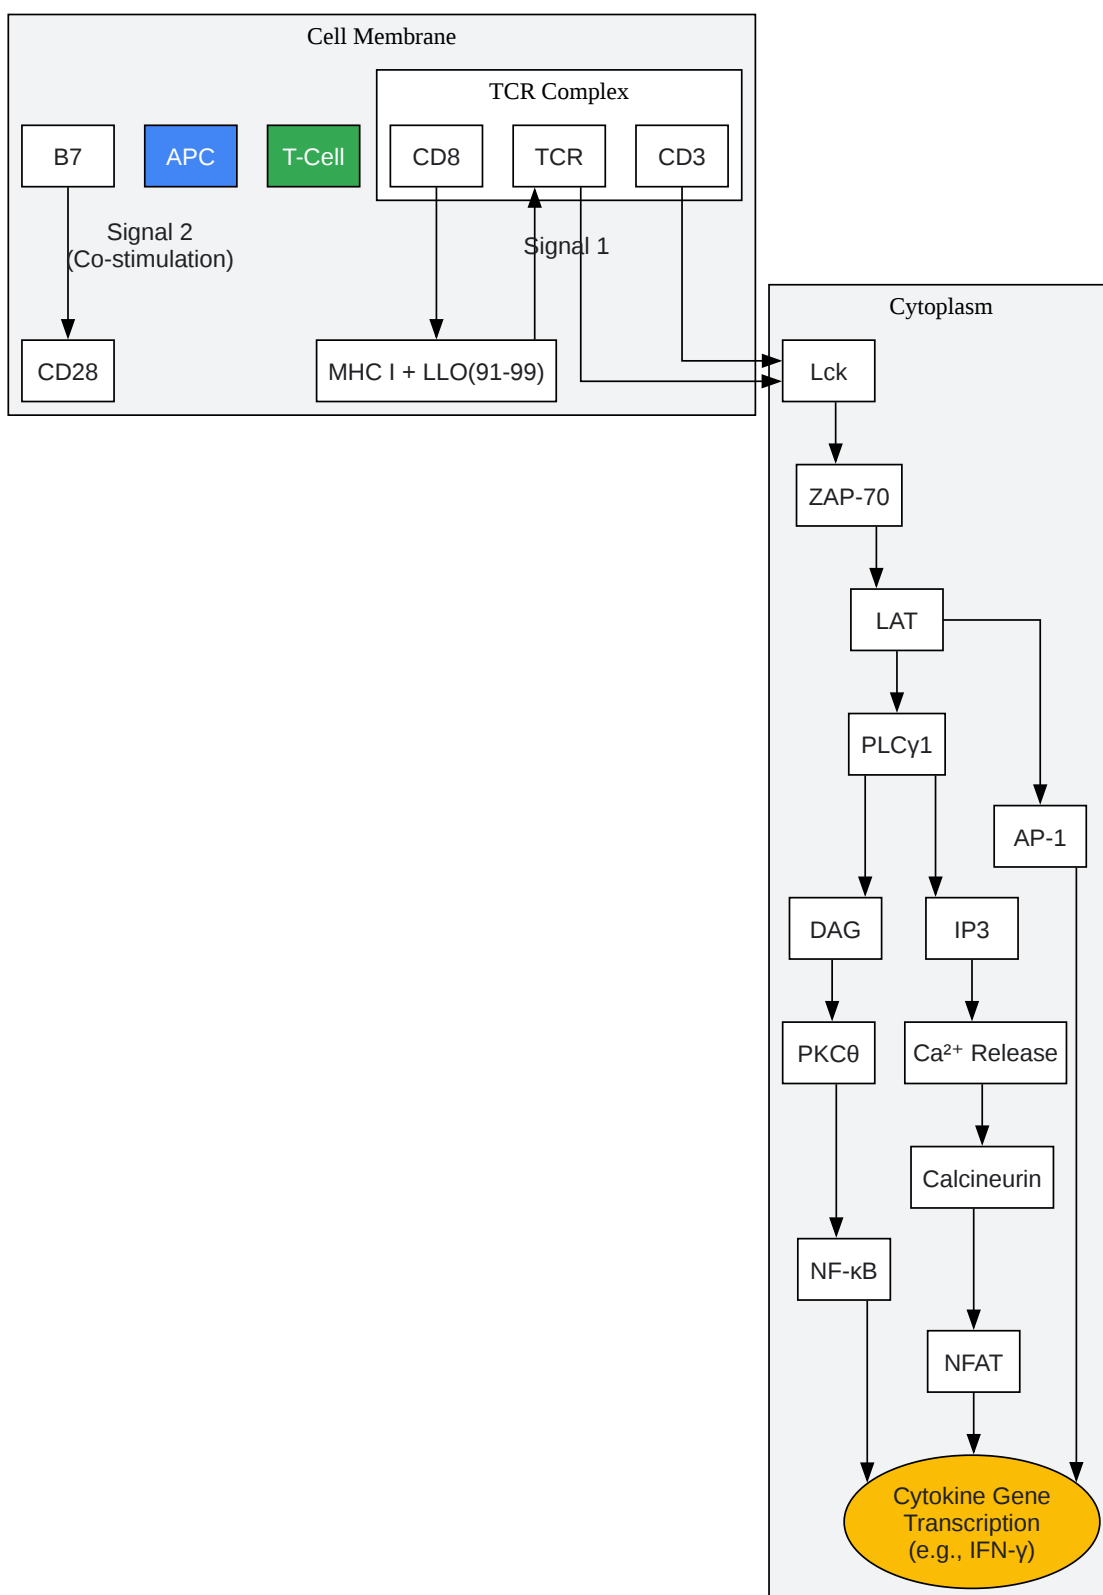 Cell Membrane
TCR Complex
B7
APC
T-Cell
CD8
TCR
CD3
Signal 2
(Co-stimulation)
Signal 1
CD28
MHC I + LLO(91-99)
Cytoplasm
Lck
ZAP-70
LAT
PLCγ1
AP-1
DAG
IP3
PKCθ
Ca²⁺ Release
Calcineurin
NF-κB
NFAT
Cytokine Gene
Transcription
(e.g., IFN-γ)